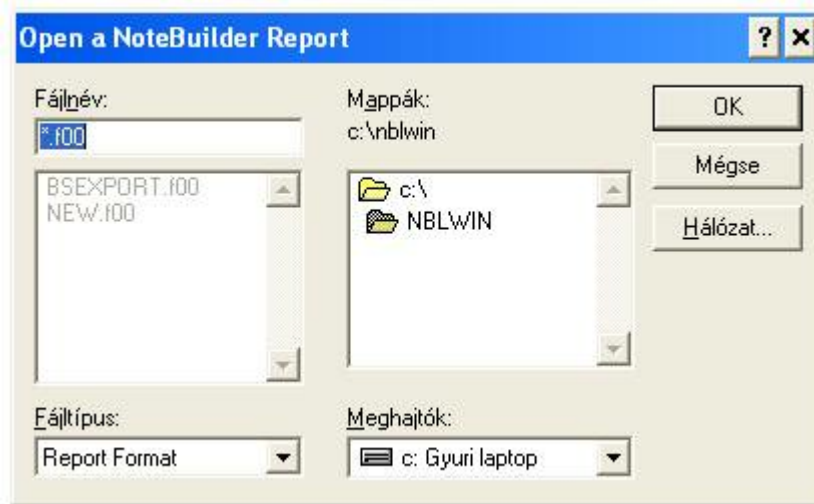 Open a NoteBuilder Report
Fájlnév:
*.f00
BSEXPORT.f00
NEW.f00
Fájltípus:
Report Format
Mappák:
c:\nblwin
c:\
NBLWIN
Meghajtók:
c: Gyuri laptop
OK
Mégse
Hálózat...